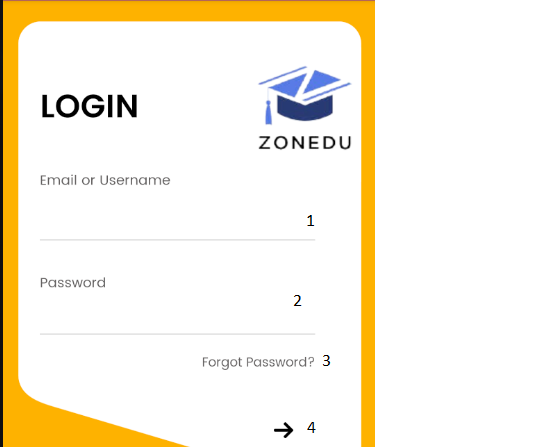 LOGIN
ZONEDU
Email or Username
1
Password
2
Forgot Password? 3
4